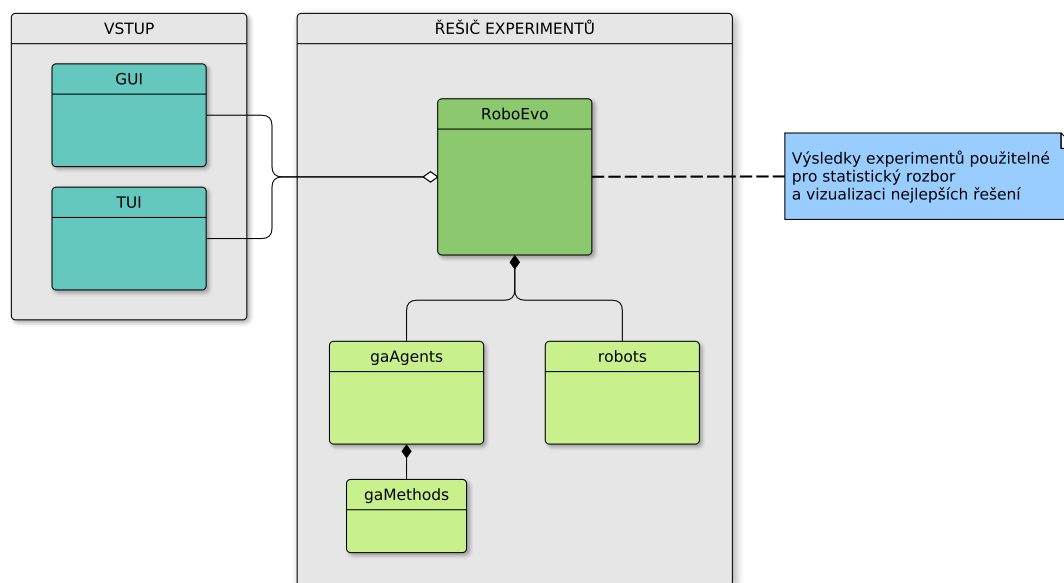 VSTUP
GUI
TUI
ŘEŠIČ EXPERIMENTŮ
RoboEvo
gaAgents
robots
gaMethods
Výsledky experimentů použitelné
pro statistický rozbor
a vizualizaci nejlepších řešení